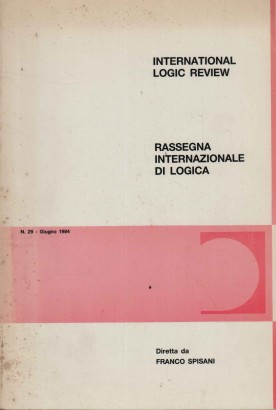 INTERNATIONAL
LOGIC REVIEW
RASSEGNA
INTERNAZIONALE
DI LOGICA
N. 29 - Giugno 1984
Diretta da
FRANCO SPISANI